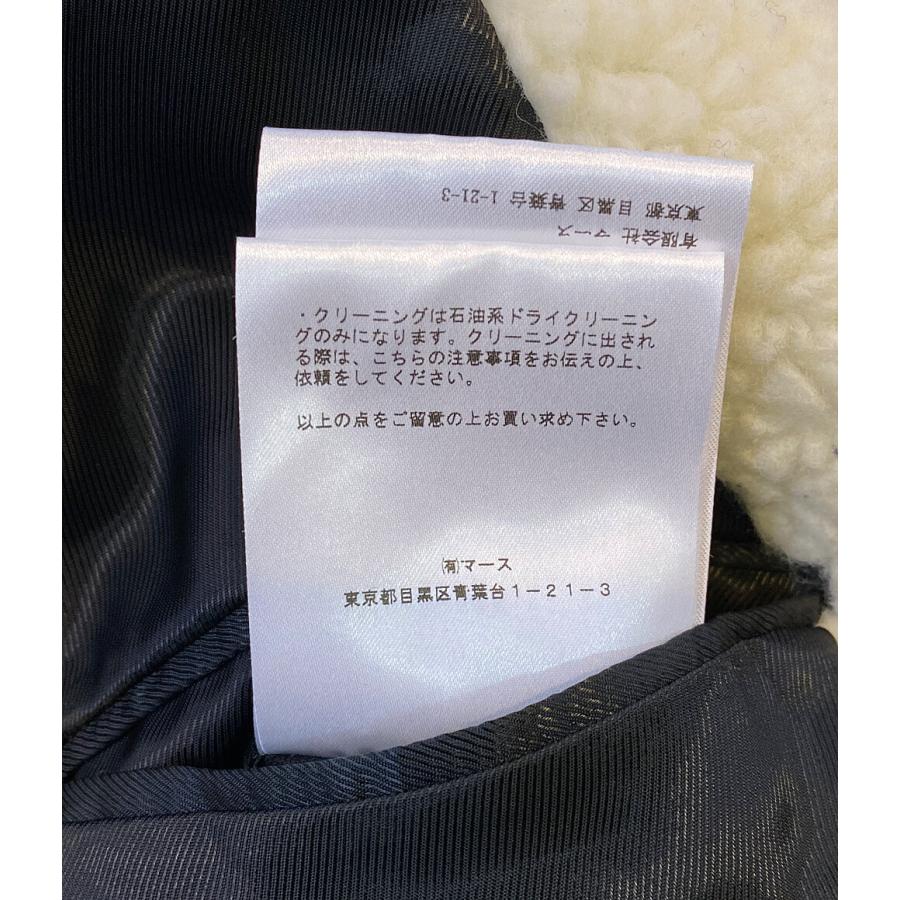 東京都 目黒区 青葉台 1-21-3
有限会社 マース
・クリーニングは石油系ドライクリーニン
グのみになります。クリーニングに出され
る際は、こちらの注意事項をお伝えの上、
依頼をしてください。
以上の点をご留意の上お買い求め下さい。
㈲マース
東京都目黒区青葉台1−21−3